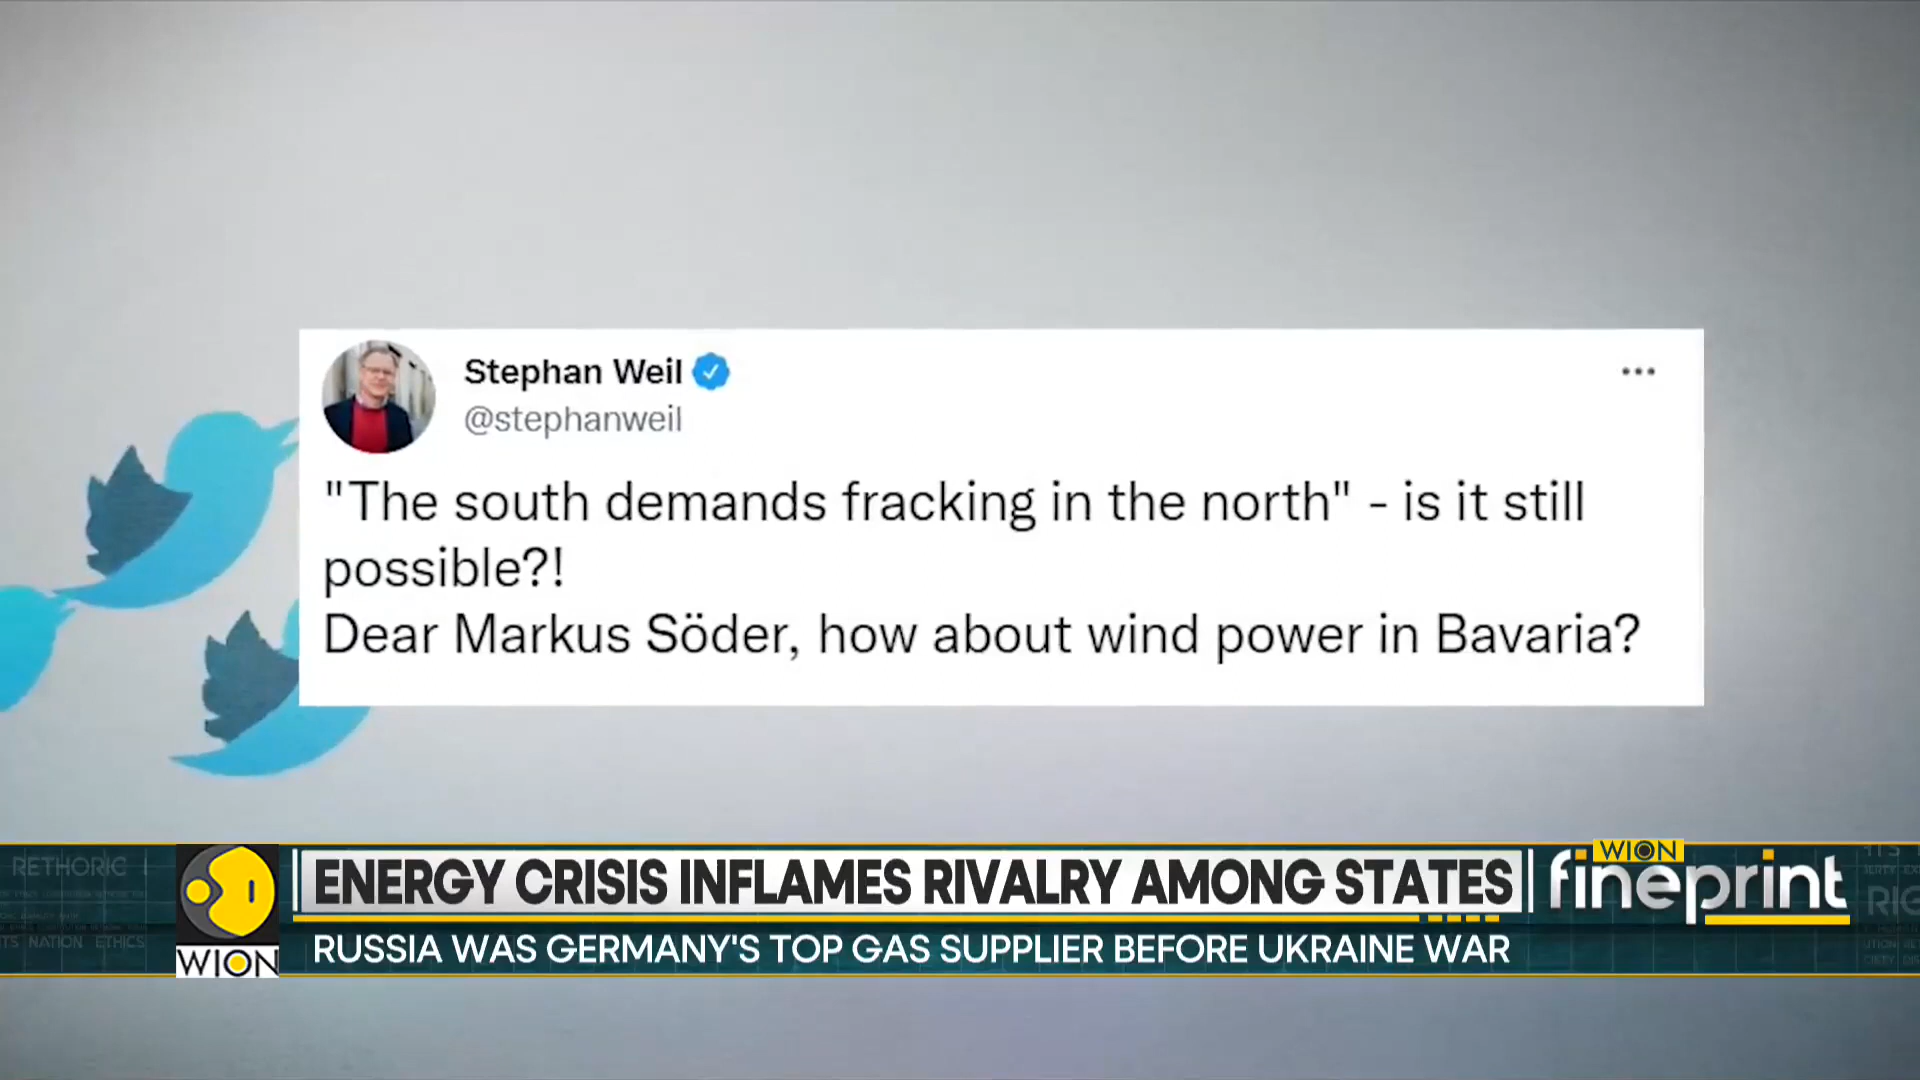 Stephan Weil
@stephanweil
"The south demands fracking in the north" - is it still
possible?!
Dear Markus Söder, how about wind power in Bavaria?
RETHORIC
NATION ETHICS
WION
ENERGY CRISIS INFLAMES RIVALRY AMONG STATES
RUSSIA WAS GERMANY'S TOP GAS SUPPLIER BEFORE UKRAINE WAR
WION
fineprint